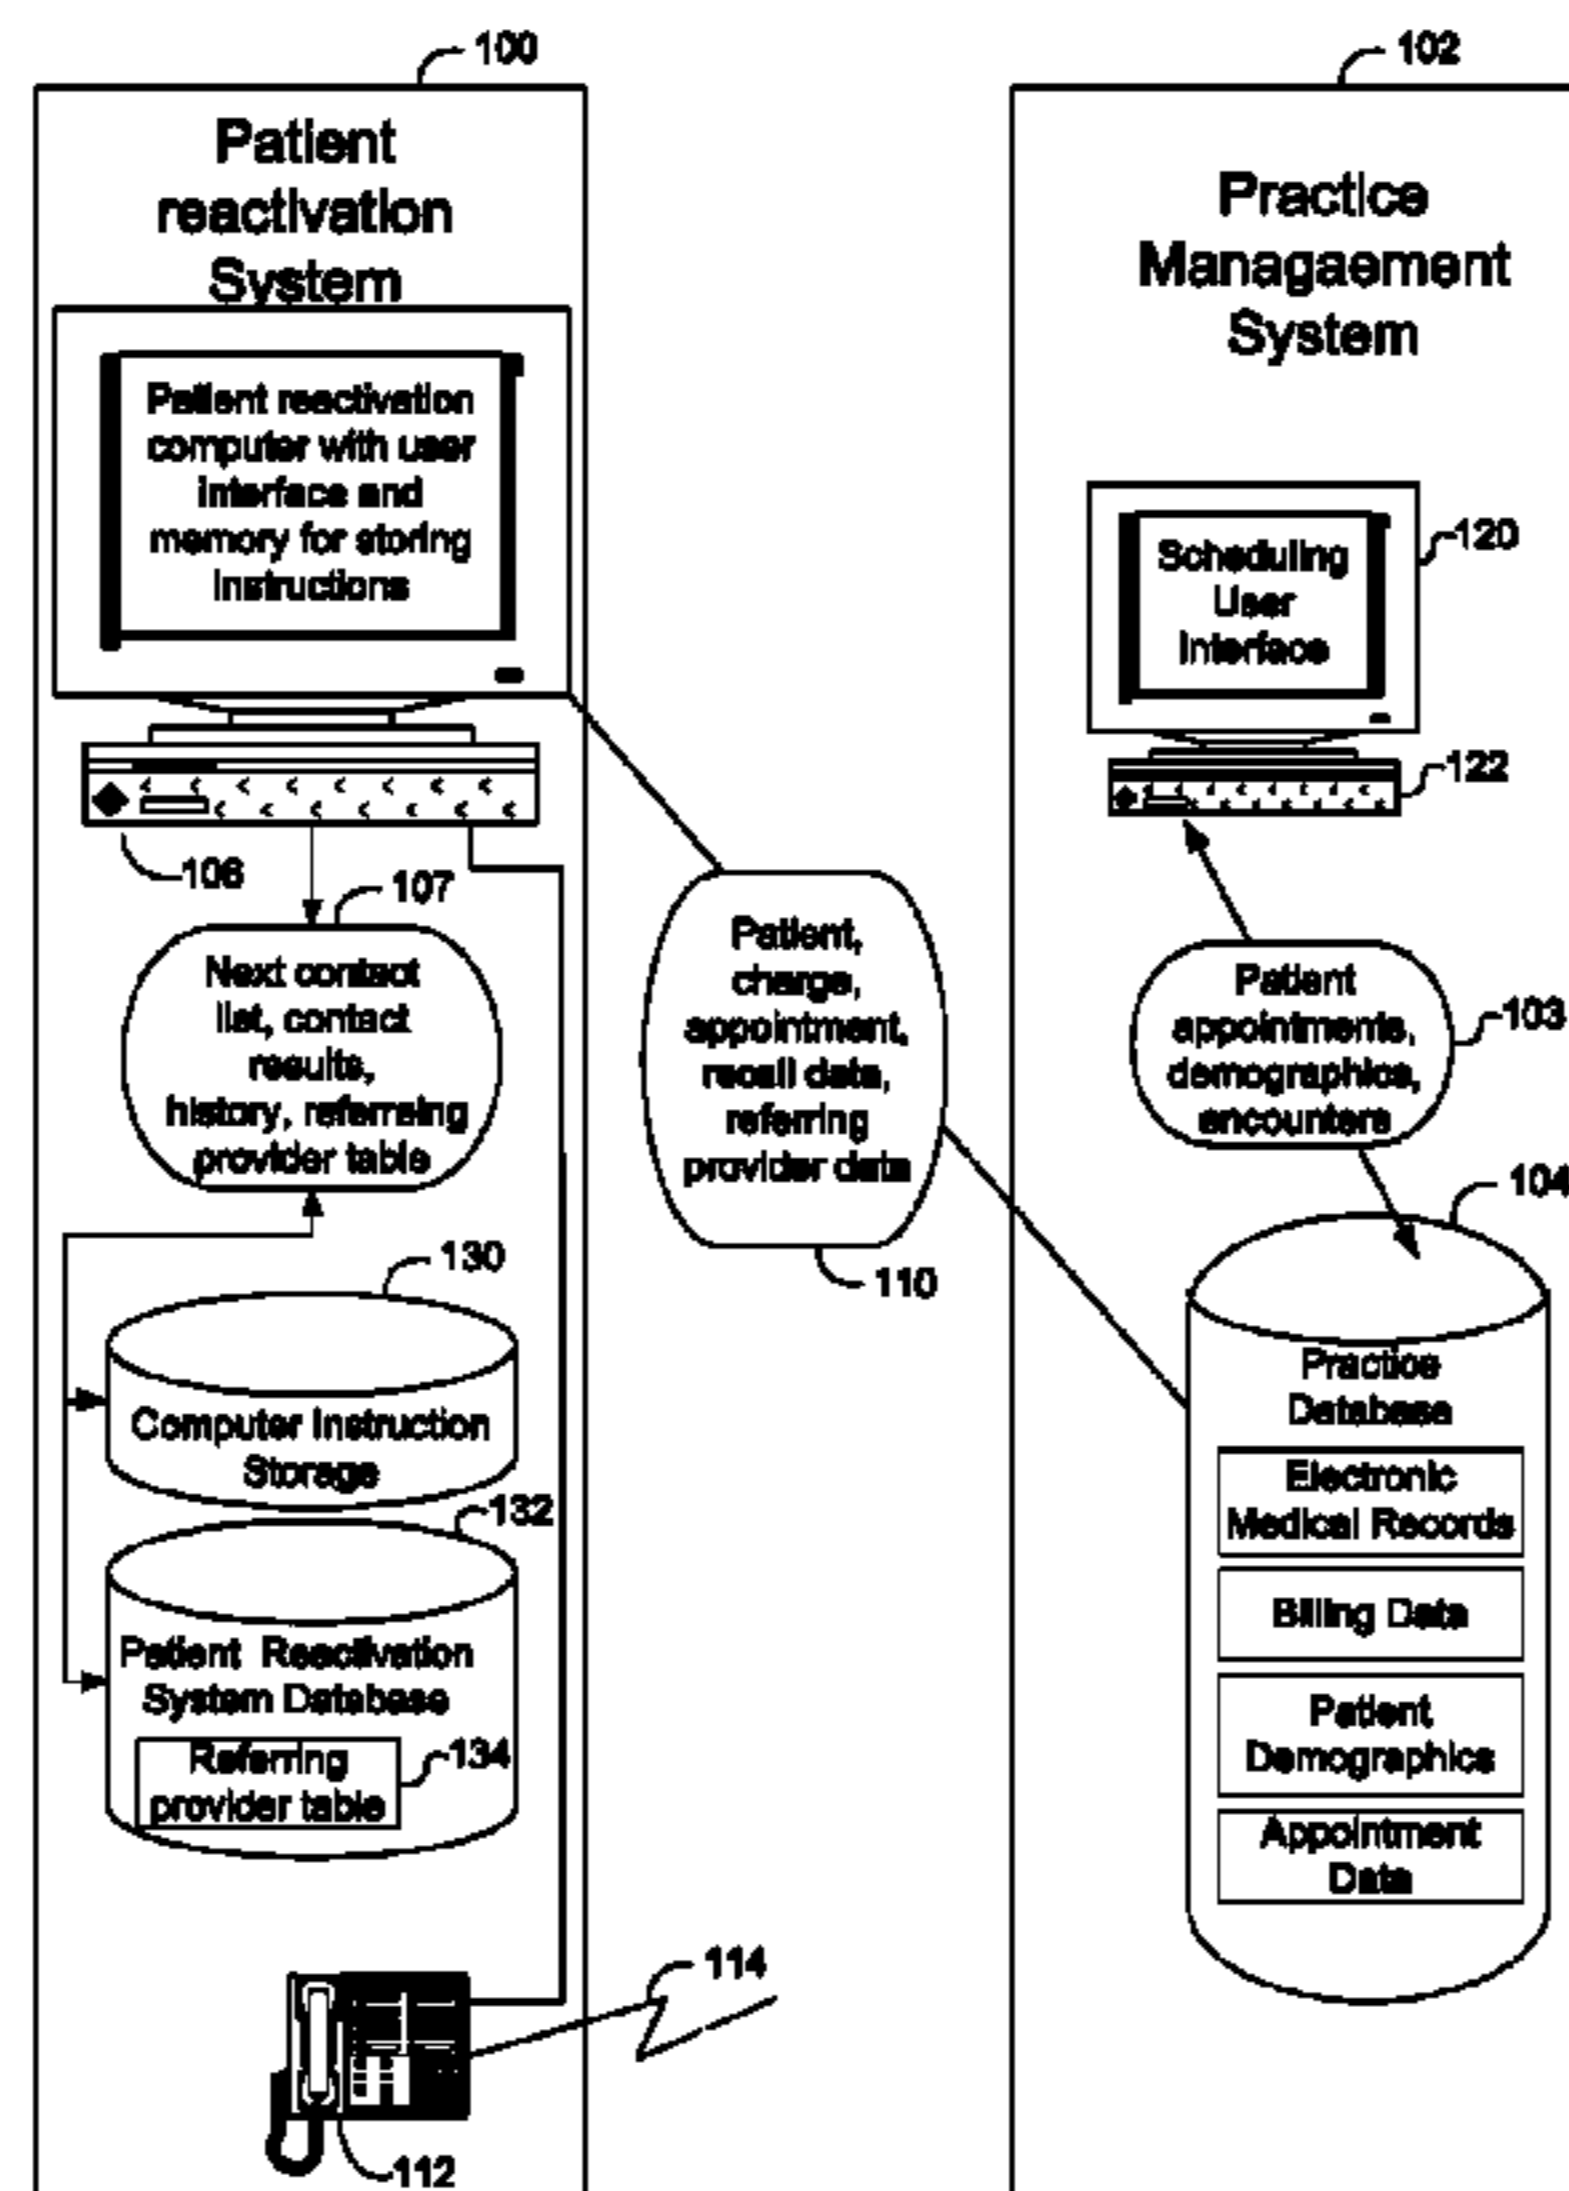 100
Patient
reactivation
System
Patient reactivation
computer with user
interface and
memory for storing
instructions
106
107
Next contact
list, contact
results,
history, referreing
provider table
130
Computer Instruction
Storage
132
Patient Reactivation
System Database
Referring
provider table
134
112
114
Patient,
charge,
appointment,
recall data,
referring
provider data
110
102
Practice
Managaement
System
Scheduling
User
Interface
120
122
Patient
appointments,
demographics,
encounters
103
104
Practice
Database
Electronic
Medical Records
Billing Data
Patient
Demographics
Appointment
Data